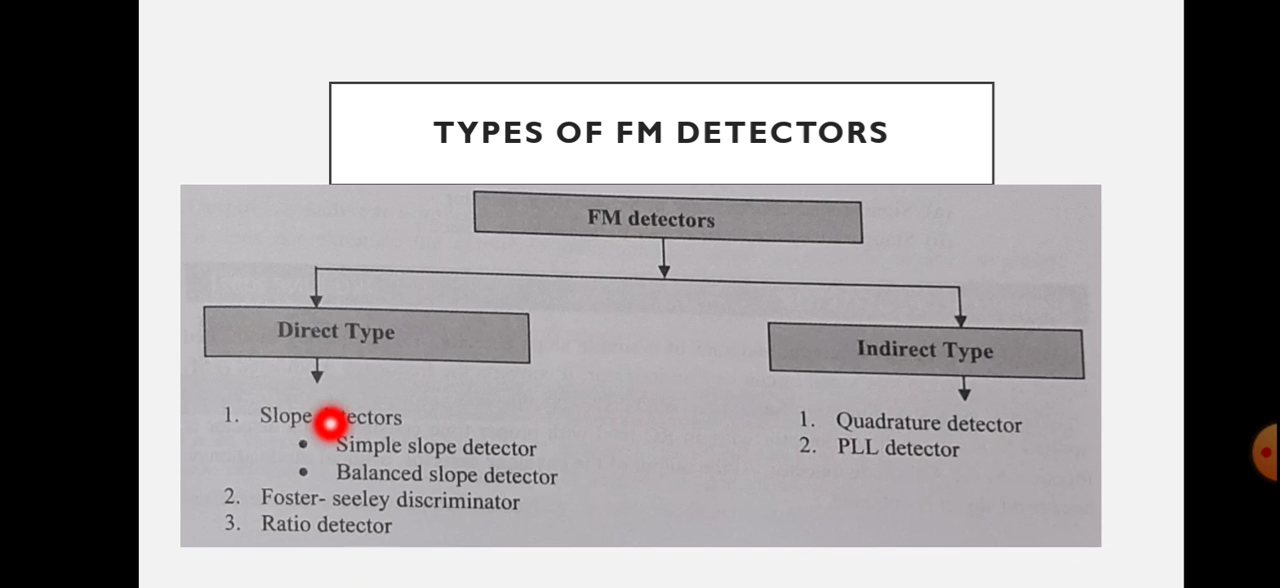 TYPES OF FM DETECTORS
FM detectors
Direct Type
Indirect Type
1. Slope ectors
• Simple slope detector
• Balanced slope detector
2. Foster- seeley discriminator
3. Ratio detector
1. Quadrature detector
2. PLL detector